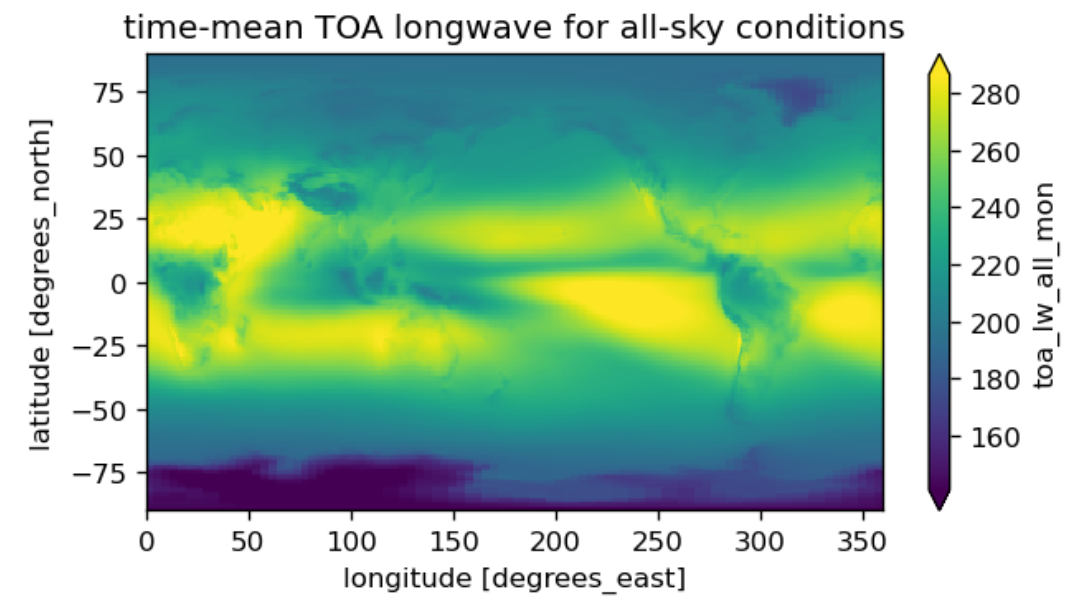 time-mean TOA longwave for all-sky conditions
75
50
25
0
−25
−50
−75
latitude [degrees_north]
0 50 100 150 200 250 300 350
longitude [degrees_east]
280
260
240
220
200
180
160
toa_lw_all_mon